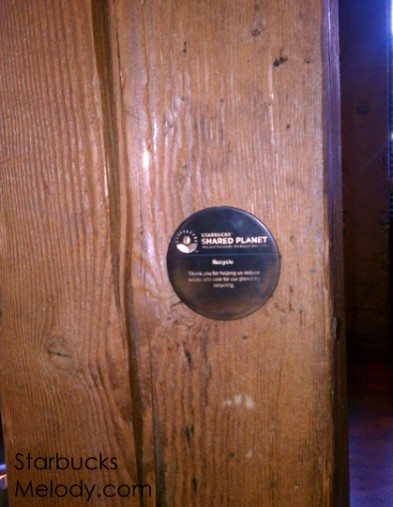 STARBUCKS
SHARED PLANET
Recycle
Thank you for helping us reduce
waste and care for our planet by
recycling.
Starbucks
Melody.com